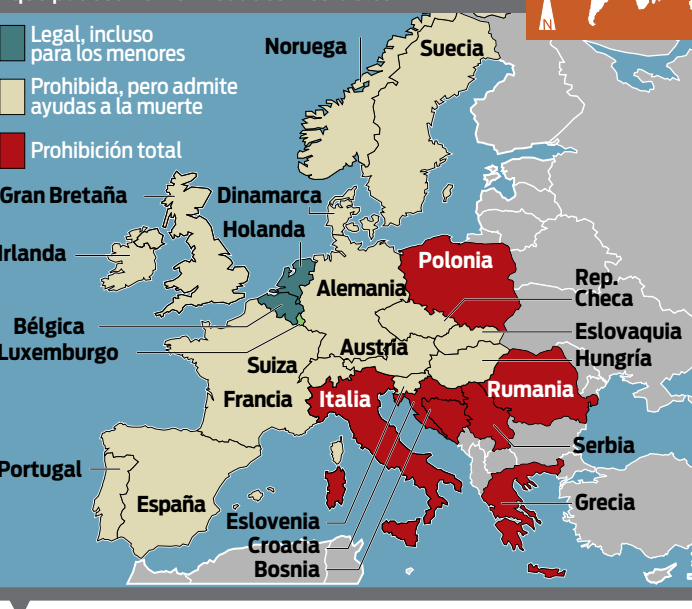 Legal, incluso
para los menores
Prohibida, pero admite
ayudas a la muerte
Prohibición total
Noruega
Suecia
Gran Bretaña
Dinamarca
Holanda
Irlanda
Polonia
Alemania
Rep.
Checa
Bélgica
Luxemburgo
Eslovaquia
Austria
Hungría
Suiza
Francia
Italia
Rumania
Serbia
Portugal
España
Grecia
Eslovenia
Croacia
Bosnia
N